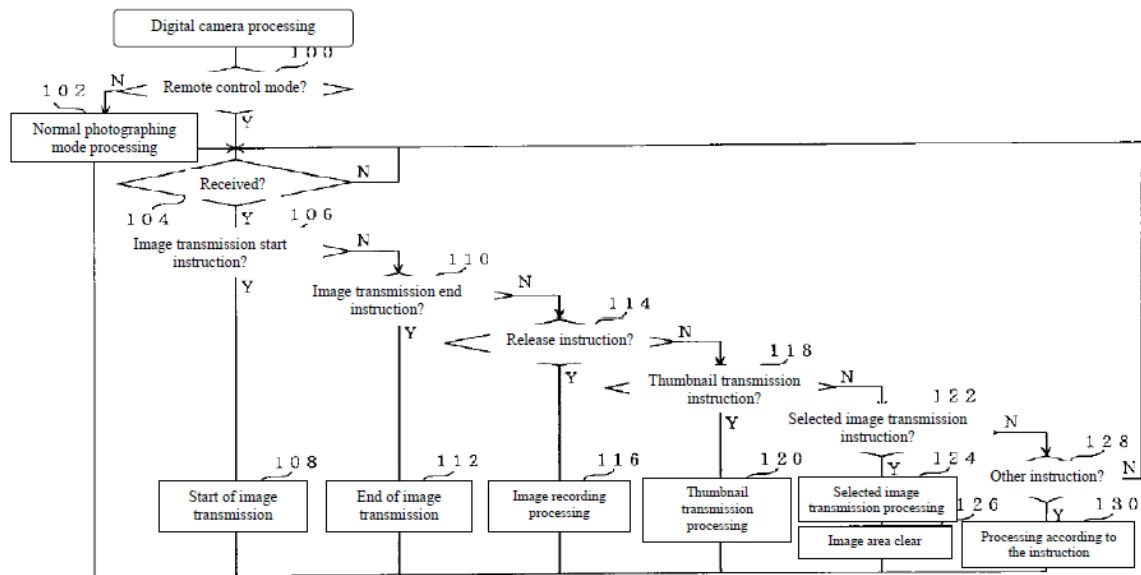 Digital camera processing
100
Remote control mode?
N
102
Y
Normal photographing
mode processing
N
Received?
104
Y
106
Image transmission start
instruction?
N
Y
110
Image transmission end
instruction?
N
Y
114
Release instruction?
N
Y
118
Thumbnail transmission
instruction?
N
Y
122
Selected image transmission
instruction?
N
Y
128
Other instruction?
N
Y
108
Start of image
transmission
112
End of image
transmission
116
Image recording
processing
120
Thumbnail
transmission
processing
124
Selected image
transmission processing
126
Image area clear
130
Processing according to
the instruction